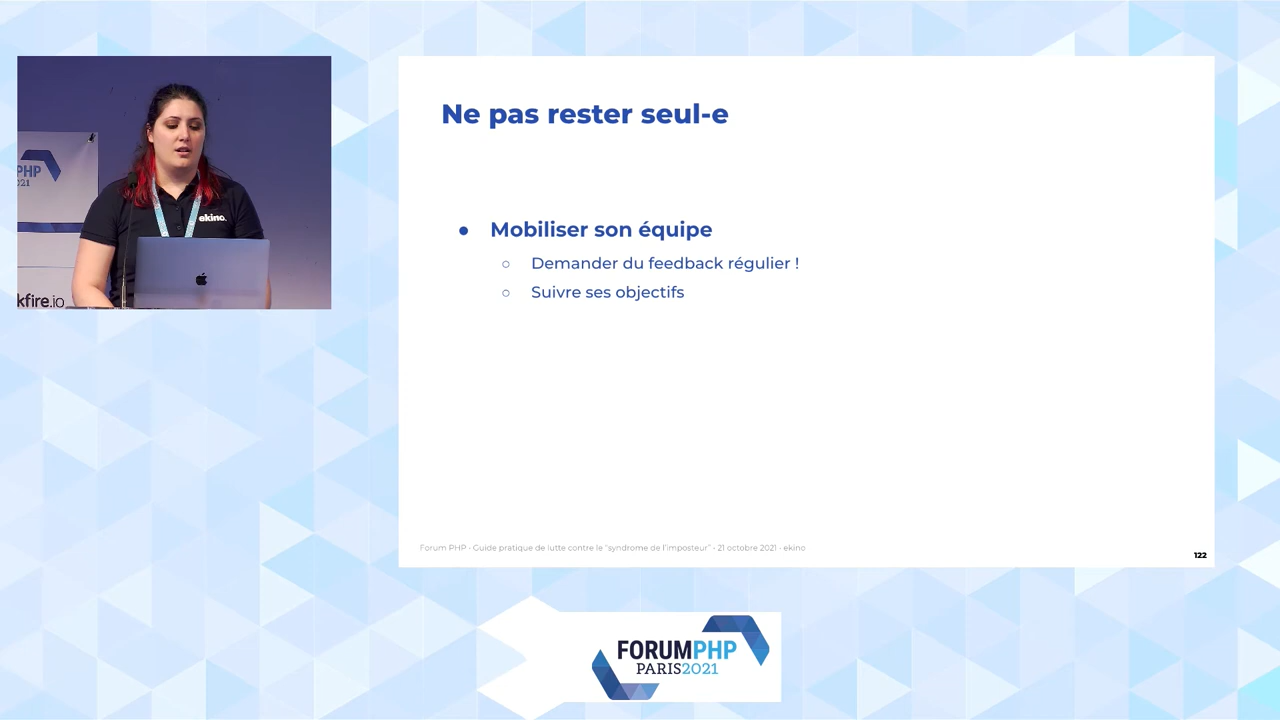 PHP
2021
ekino.
kfire.io
Ne pas rester seul-e
● Mobiliser son équipe
○ Demander du feedback régulier !
○ Suivre ses objectifs
Forum PHP - Guide pratique de lutte contre le "syndrome de l'imposteur" - 21 octobre 2021 - ekino
122
FORUMPHP
PARIS2021